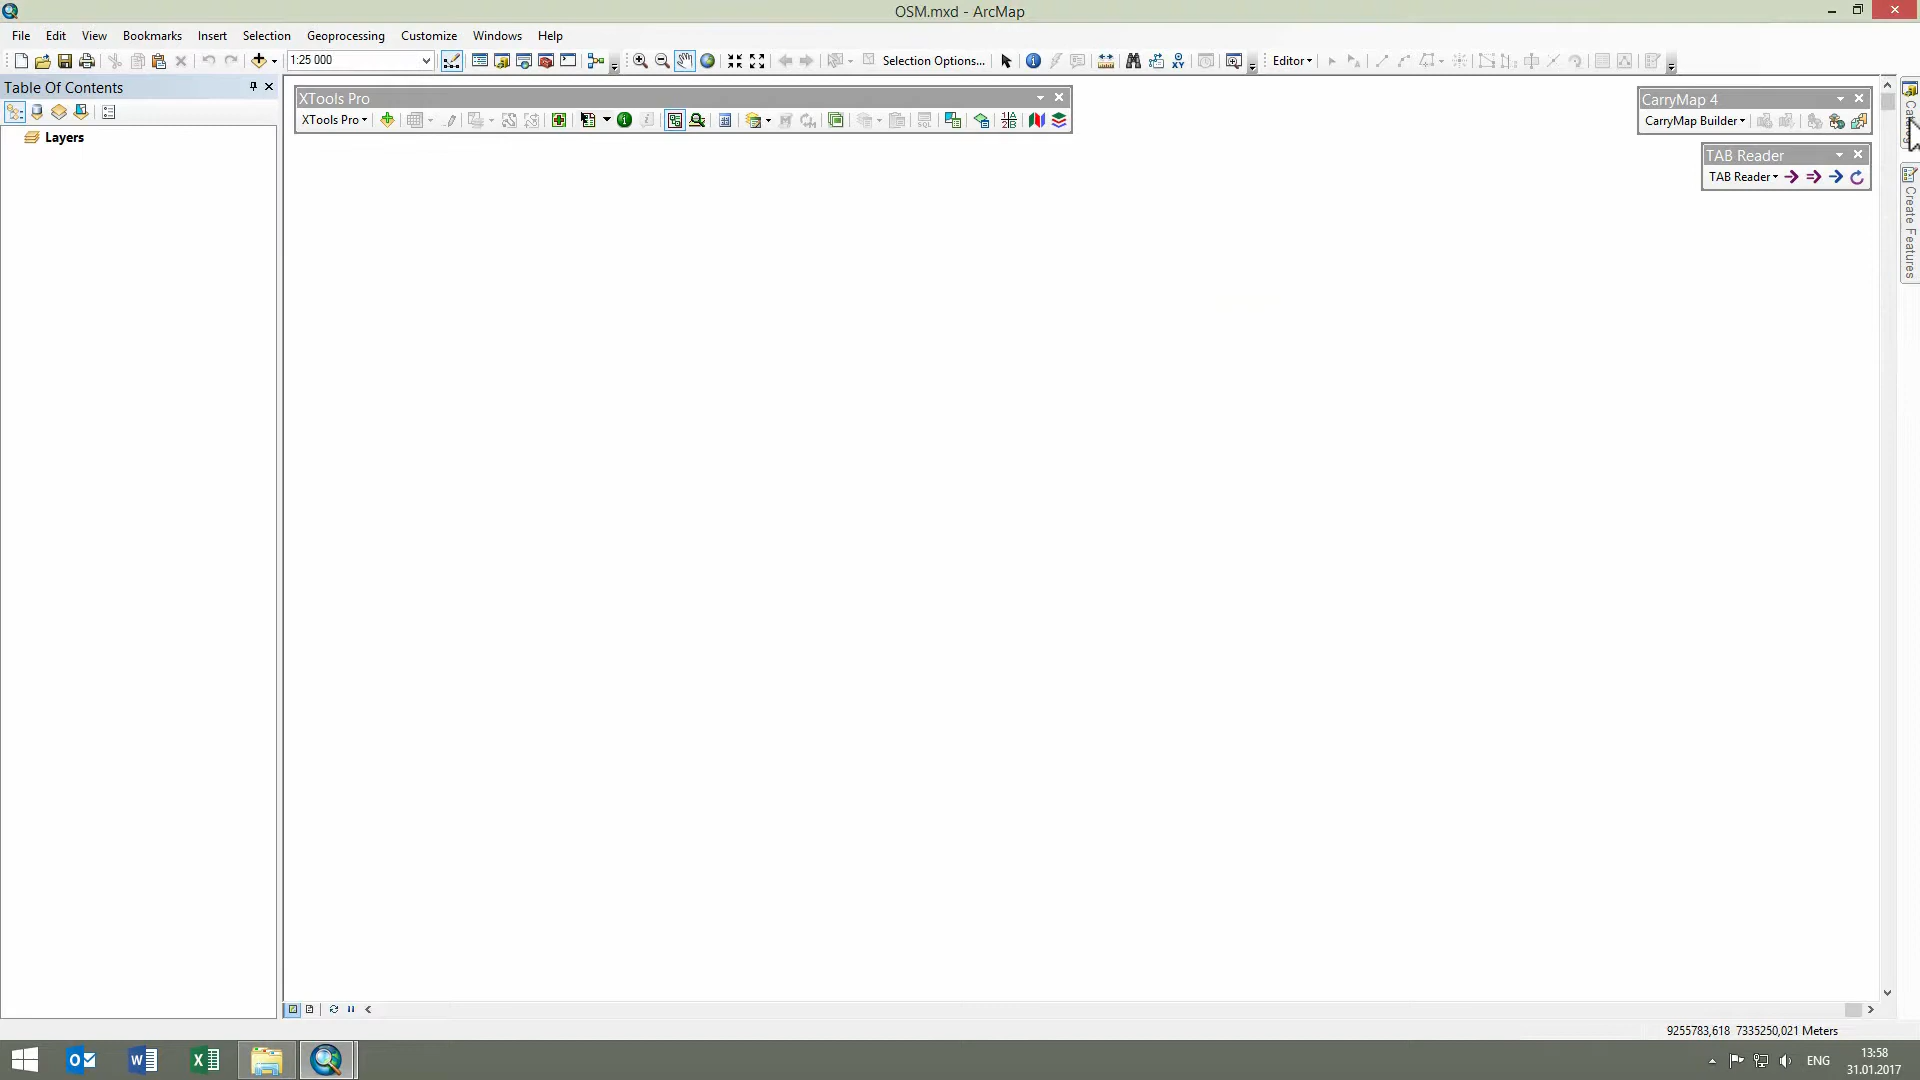 OSM.mxd - ArcMap
File Edit View Bookmarks Insert Selection Geoprocessing Customize Windows Help
1:25 000 Selection Options... Editor
Table Of Contents
Layers
XTools Pro
XTools Pro
CarryMap 4
CarryMap Builder
TAB Reader
TAB Reader
Catalog
Create Features
9255783,618 7335250,021 Meters
ENG
13:58
31.01.2017